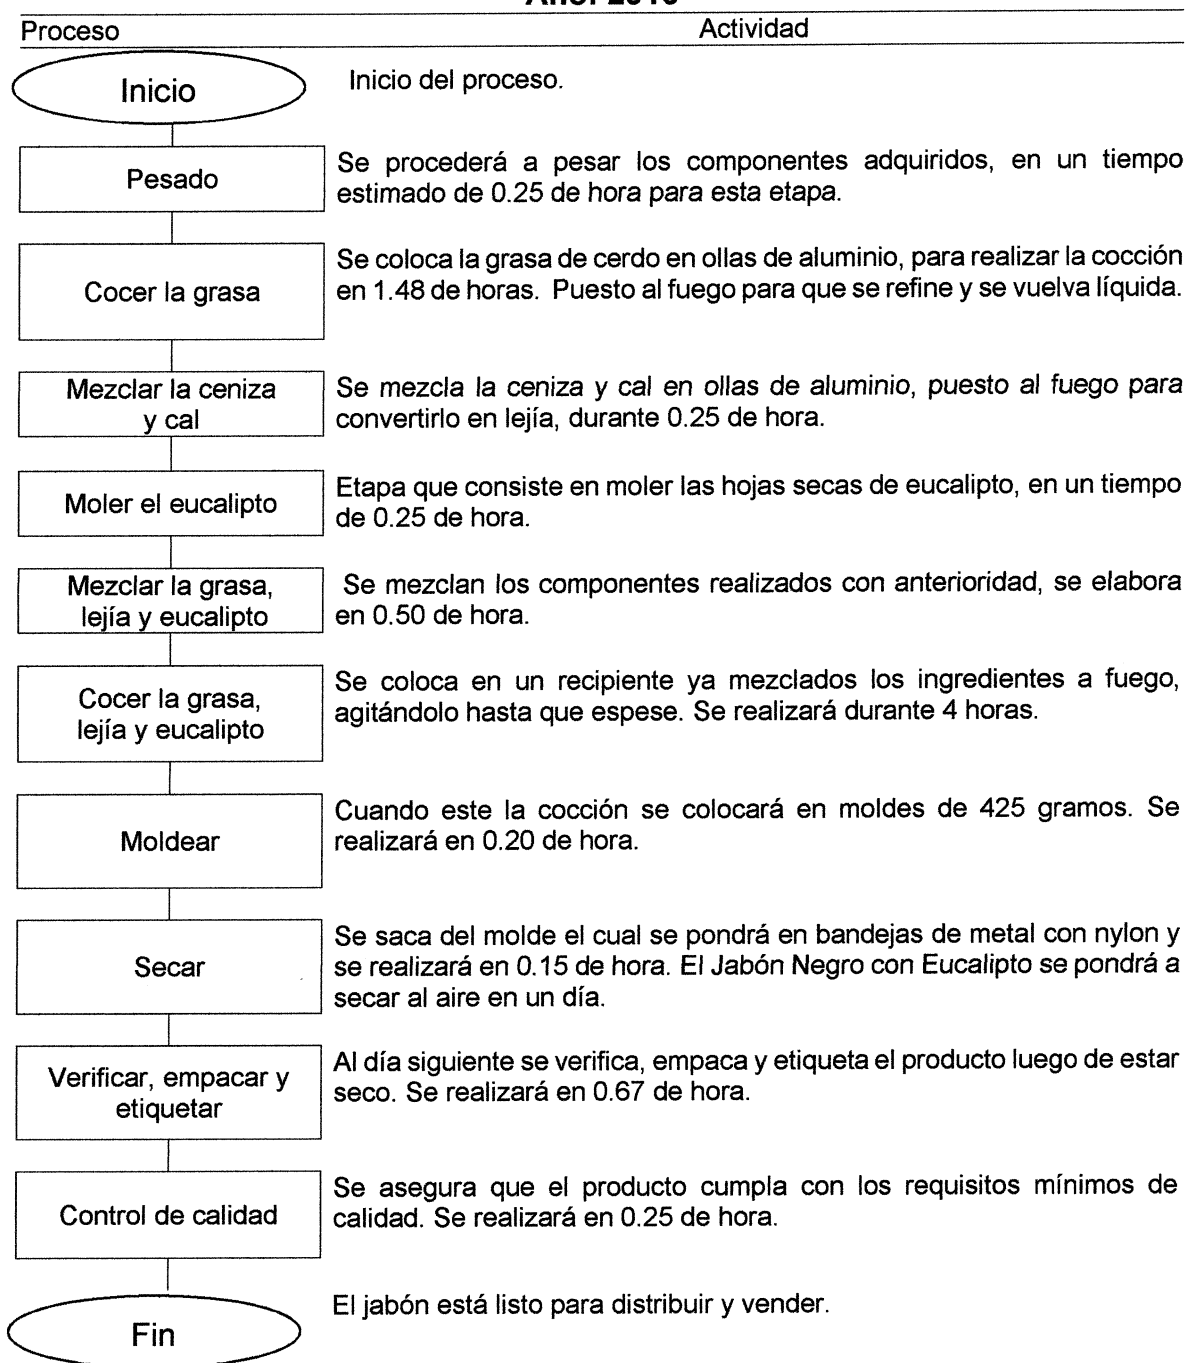 Proceso Actividad
Inicio
Inicio del proceso.
Pesado
Se procederá a pesar los componentes adquiridos, en un tiempo
estimado de 0.25 de hora para esta etapa.
Cocer la grasa
Se coloca la grasa de cerdo en ollas de aluminio, para realizar la cocción
en 1.48 de horas. Puesto al fuego para que se refine y se vuelva líquida.
Mezclar la ceniza
y cal
Se mezcla la ceniza y cal en ollas de aluminio, puesto al fuego para
convertirlo en lejía, durante 0.25 de hora.
Moler el eucalipto
Etapa que consiste en moler las hojas secas de eucalipto, en un tiempo
de 0.25 de hora.
Mezclar la grasa,
lejía y eucalipto
Se mezclan los componentes realizados con anterioridad, se elabora
en 0.50 de hora.
Cocer la grasa,
lejía y eucalipto
Se coloca en un recipiente ya mezclados los ingredientes a fuego,
agitándolo hasta que espese. Se realizará durante 4 horas.
Moldear
Cuando este la cocción se colocará en moldes de 425 gramos. Se
realizará en 0.20 de hora.
Secar
Se saca del molde el cual se pondrá en bandejas de metal con nylon y
se realizará en 0.15 de hora. El Jabón Negro con Eucalipto se pondrá a
secar al aire en un día.
Verificar, empacar y
etiquetar
Al día siguiente se verifica, empaca y etiqueta el producto luego de estar
seco. Se realizará en 0.67 de hora.
Control de calidad
Se asegura que el producto cumpla con los requisitos mínimos de
calidad. Se realizará en 0.25 de hora.
Fin
El jabón está listo para distribuir y vender.